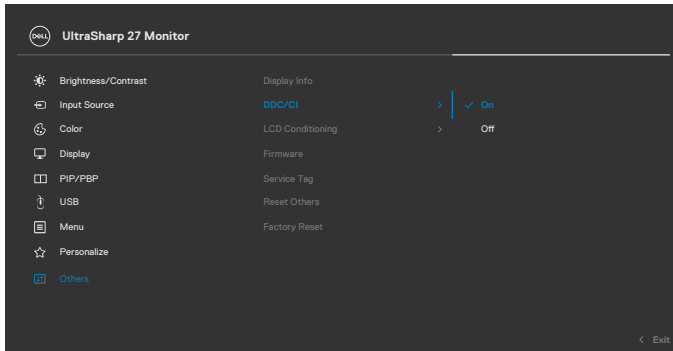 DELL UltraSharp 27 Monitor
Brightness/Contrast
Display Info
Input Source
DDC/CI
> On
Color
LCD Conditioning
> Off
Display
Firmware
PIP/PBP
Service Tag
USB
Reset Others
Menu
Factory Reset
Personalize
Others
< Exit